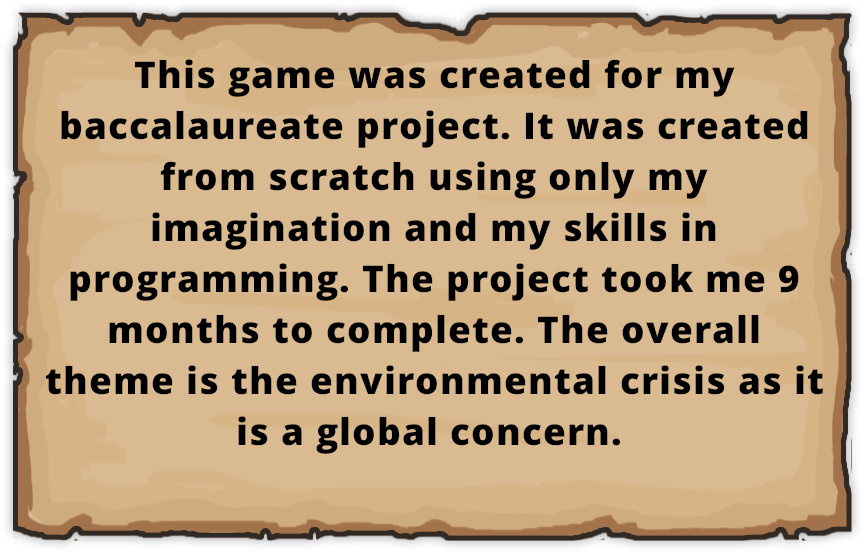 This game was created for my
baccalaureate project. It was created
from scratch using only my
imagination and my skills in
programming. The project took me 9
months to complete. The overall
theme is the environmental crisis as it
is a global concern.